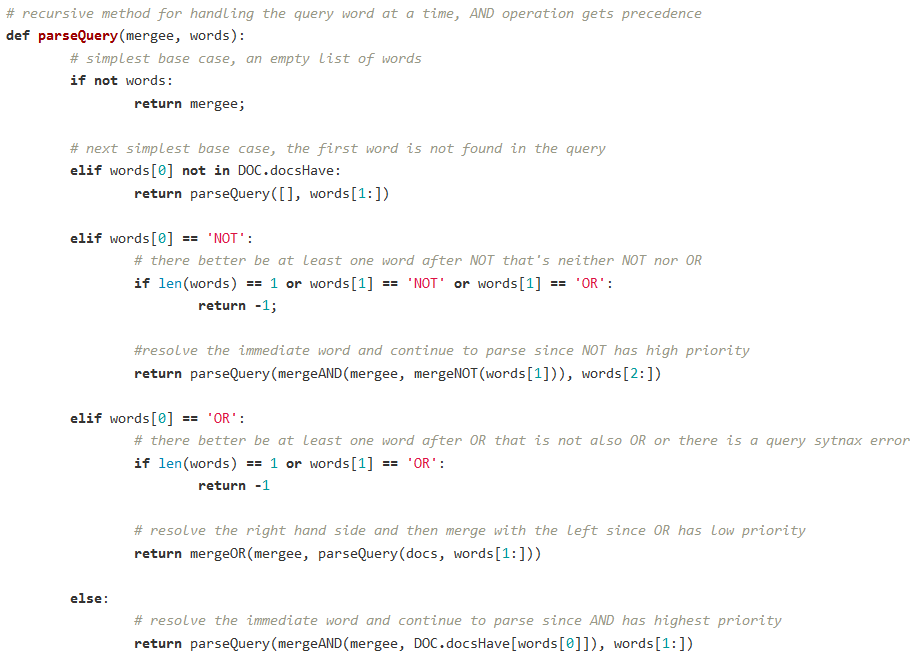 # recursive method for handling the query word at a time, AND operation gets precedence
def parseQuery(mergee, words):
        # simplest base case, an empty list of words
        if not words:
                return mergee;

        # next simplest base case, the first word is not found in the query
        elif words[0] not in DOC.docsHave:
                return parseQuery([], words[1:])

        elif words[0] == 'NOT':
                # there better be at least one word after NOT that's neither NOT nor OR
                if len(words) == 1 or words[1] == 'NOT' or words[1] == 'OR':
                        return -1;

                #resolve the immediate word and continue to parse since NOT has high priority
                return parseQuery(mergeAND(mergee, mergeNOT(words[1])), words[2:])

        elif words[0] == 'OR':
                # there better be at least one word after OR that is not also OR or there is a query sytnax error
                if len(words) == 1 or words[1] == 'OR':
                        return -1

                # resolve the right hand side and then merge with the left since OR has low priority
                return mergeOR(mergee, parseQuery(docs, words[1:]))

        else:
                # resolve the immediate word and continue to parse since AND has highest priority
                return parseQuery(mergeAND(mergee, DOC.docsHave[words[0]]), words[1:])